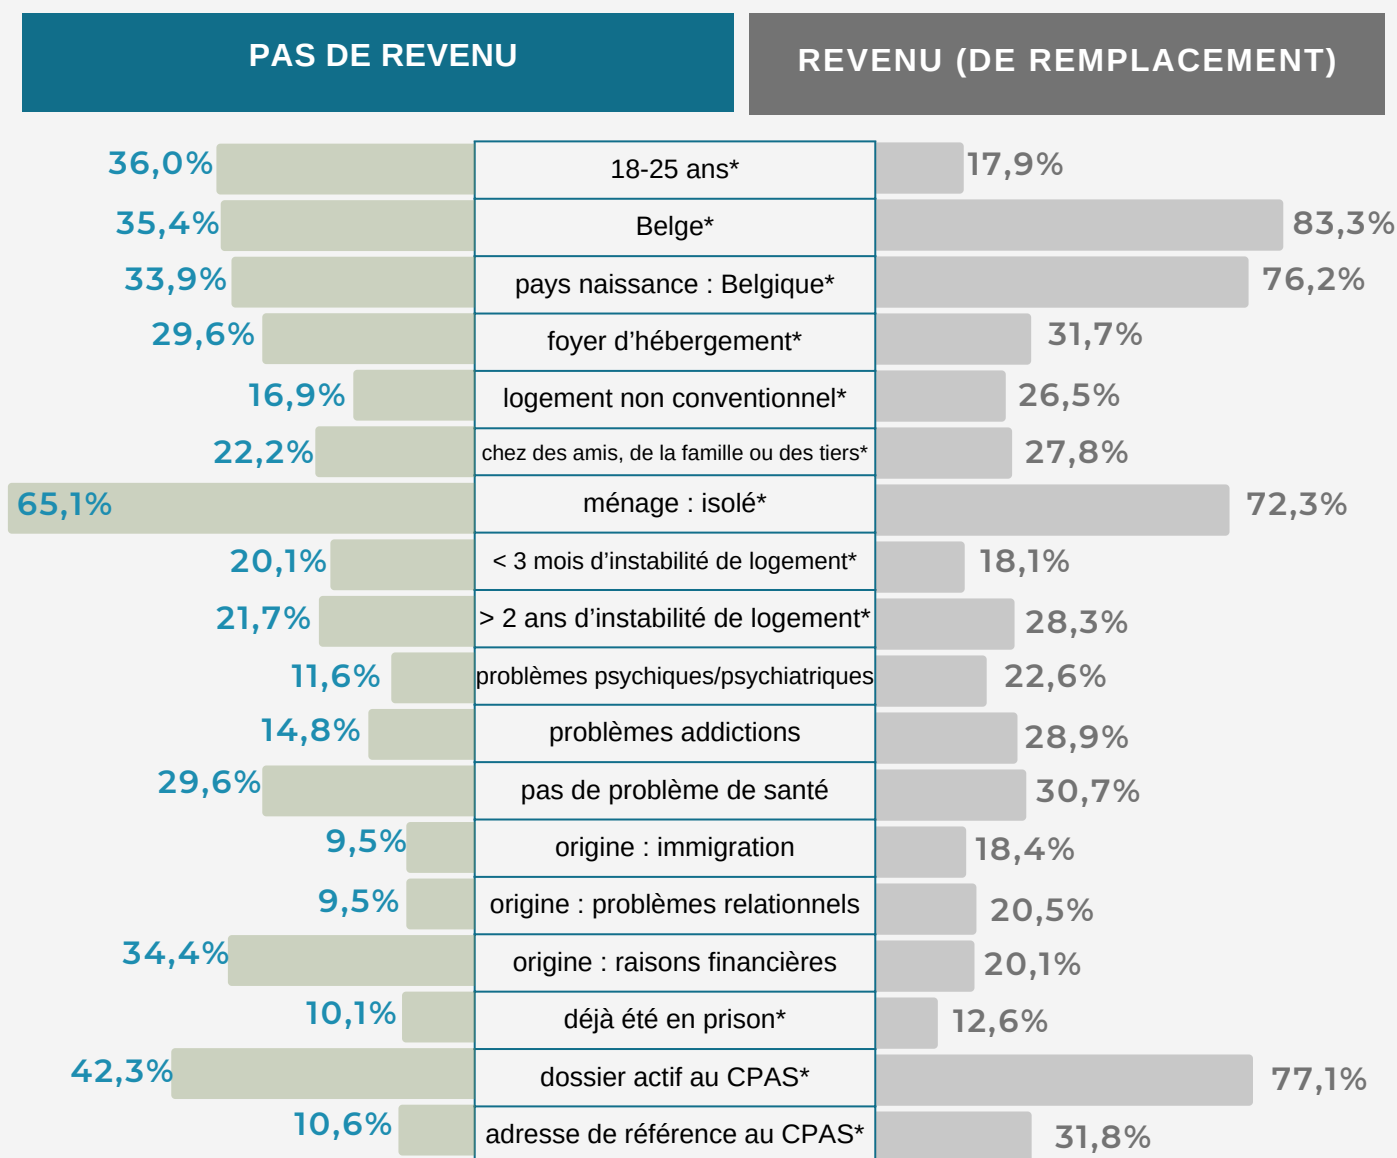 PAS DE REVENU
REVENU (DE REMPLACEMENT)
36,0% 18-25 ans* 17,9%
35,4% Belge* 83,3%
33,9% pays naissance : Belgique* 76,2%
29,6% foyer d’hébergement* 31,7%
16,9% logement non conventionnel* 26,5%
22,2% chez des amis, de la famille ou des tiers* 27,8%
65,1% ménage : isolé* 72,3%
20,1% < 3 mois d’instabilité de logement* 18,1%
21,7% > 2 ans d’instabilité de logement* 28,3%
11,6% problèmes psychiques/psychiatriques 22,6%
14,8% problèmes addictions 28,9%
29,6% pas de problème de santé 30,7%
9,5% origine : immigration 18,4%
9,5% origine : problèmes relationnels 20,5%
34,4% origine : raisons financières 20,1%
10,1% déjà été en prison* 12,6%
42,3% dossier actif au CPAS* 77,1%
10,6% adresse de référence au CPAS* 31,8%